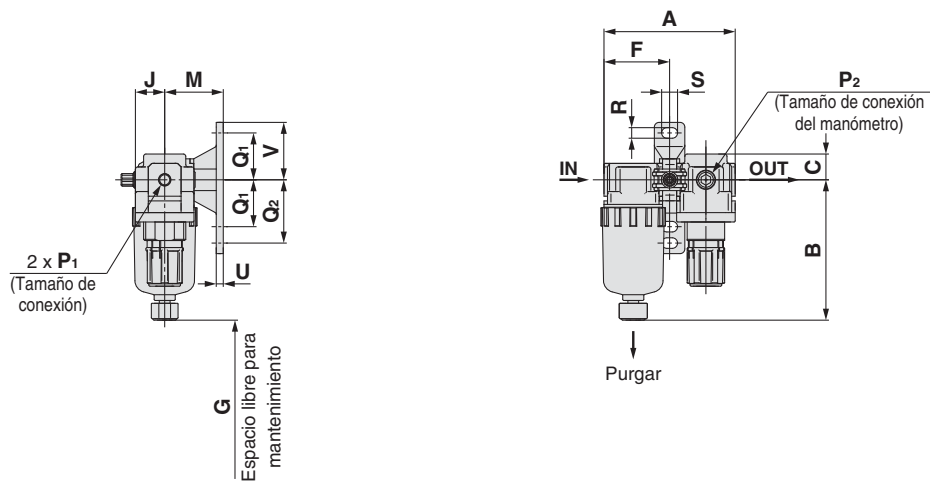 J
M
Q1
V
Q1
Q2
U
2 x P1
(Tamaño de
conexión)
G
Espacio libre para
mantenimiento
A
F
S
R
P2
(Tamaño de conexión
del manómetro)
IN
OUT
C
B
Purgar